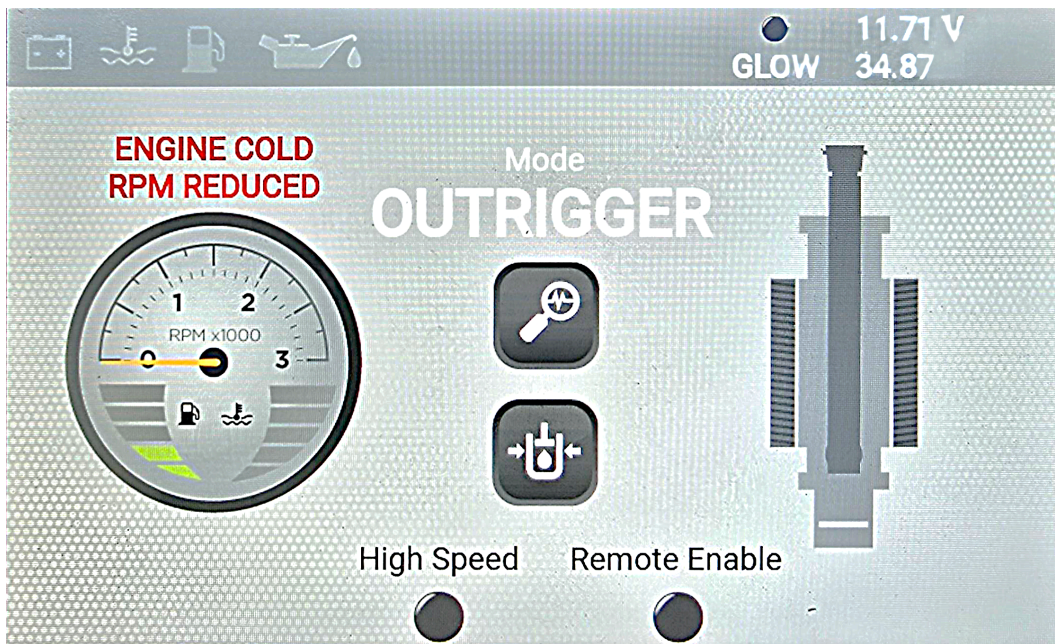 11.71 V
GLOW 34.87
ENGINE COLD
RPM REDUCED
Mode
OUTRIGGER
1 2
RPM x1000
0 3
High Speed Remote Enable